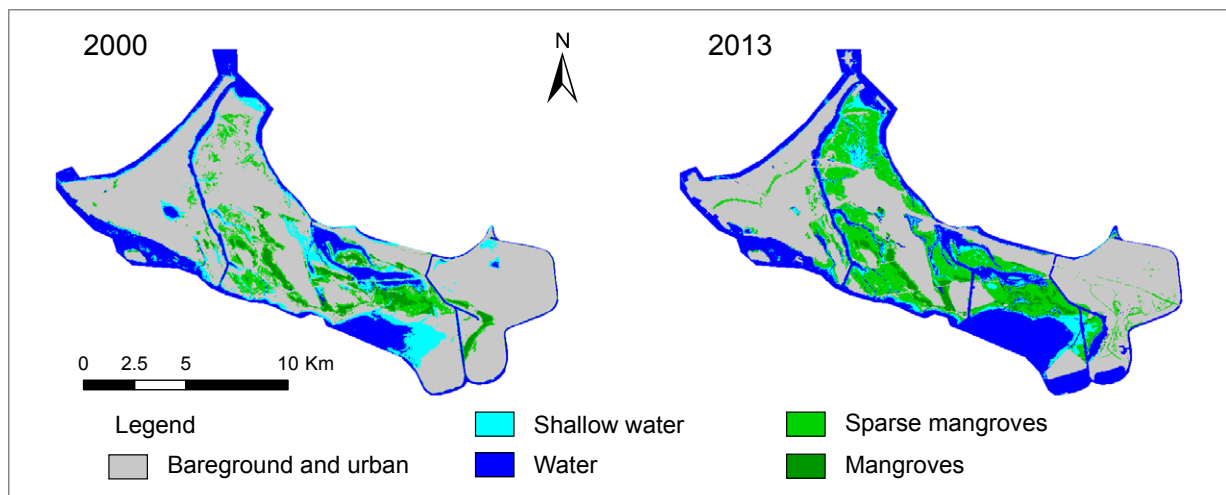 2000
N
2013
0 2.5 5 10 Km
Legend
Shallow water
Sparse mangroves
Bareground and urban
Water
Mangroves